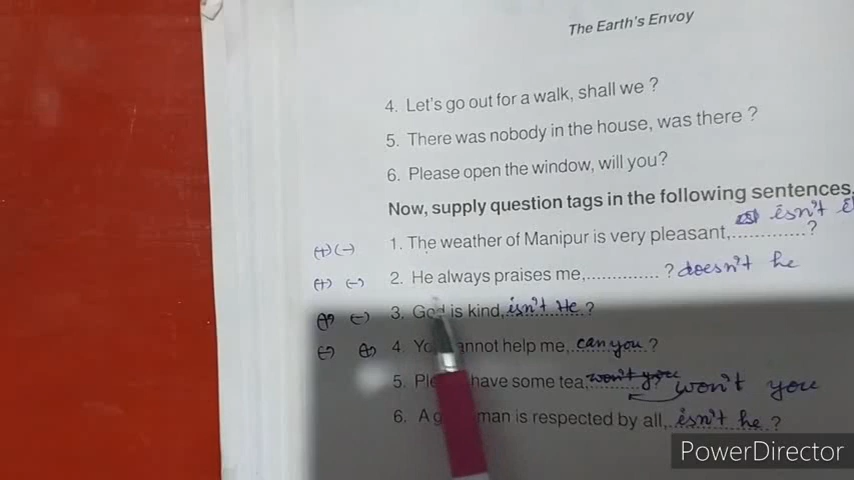 The Earth's Envoy
4. Let's go out for a walk, shall we ?
5. There was nobody in the house, was there ?
6. Please open the window, will you?
Now, supply question tags in the following sentences.
(+) (-) 1. The weather of Manipur is very pleasant,............? isn't
(+) (-) 2. He always praises me,...............? doesn't he
(+) (-) 3. God is kind, isn't He ?
(-) (+) 4. You cannot help me, can you ?
5. have some tea, won't you? won't you
6. A man is respected by all, isn't he ?
PowerDirector